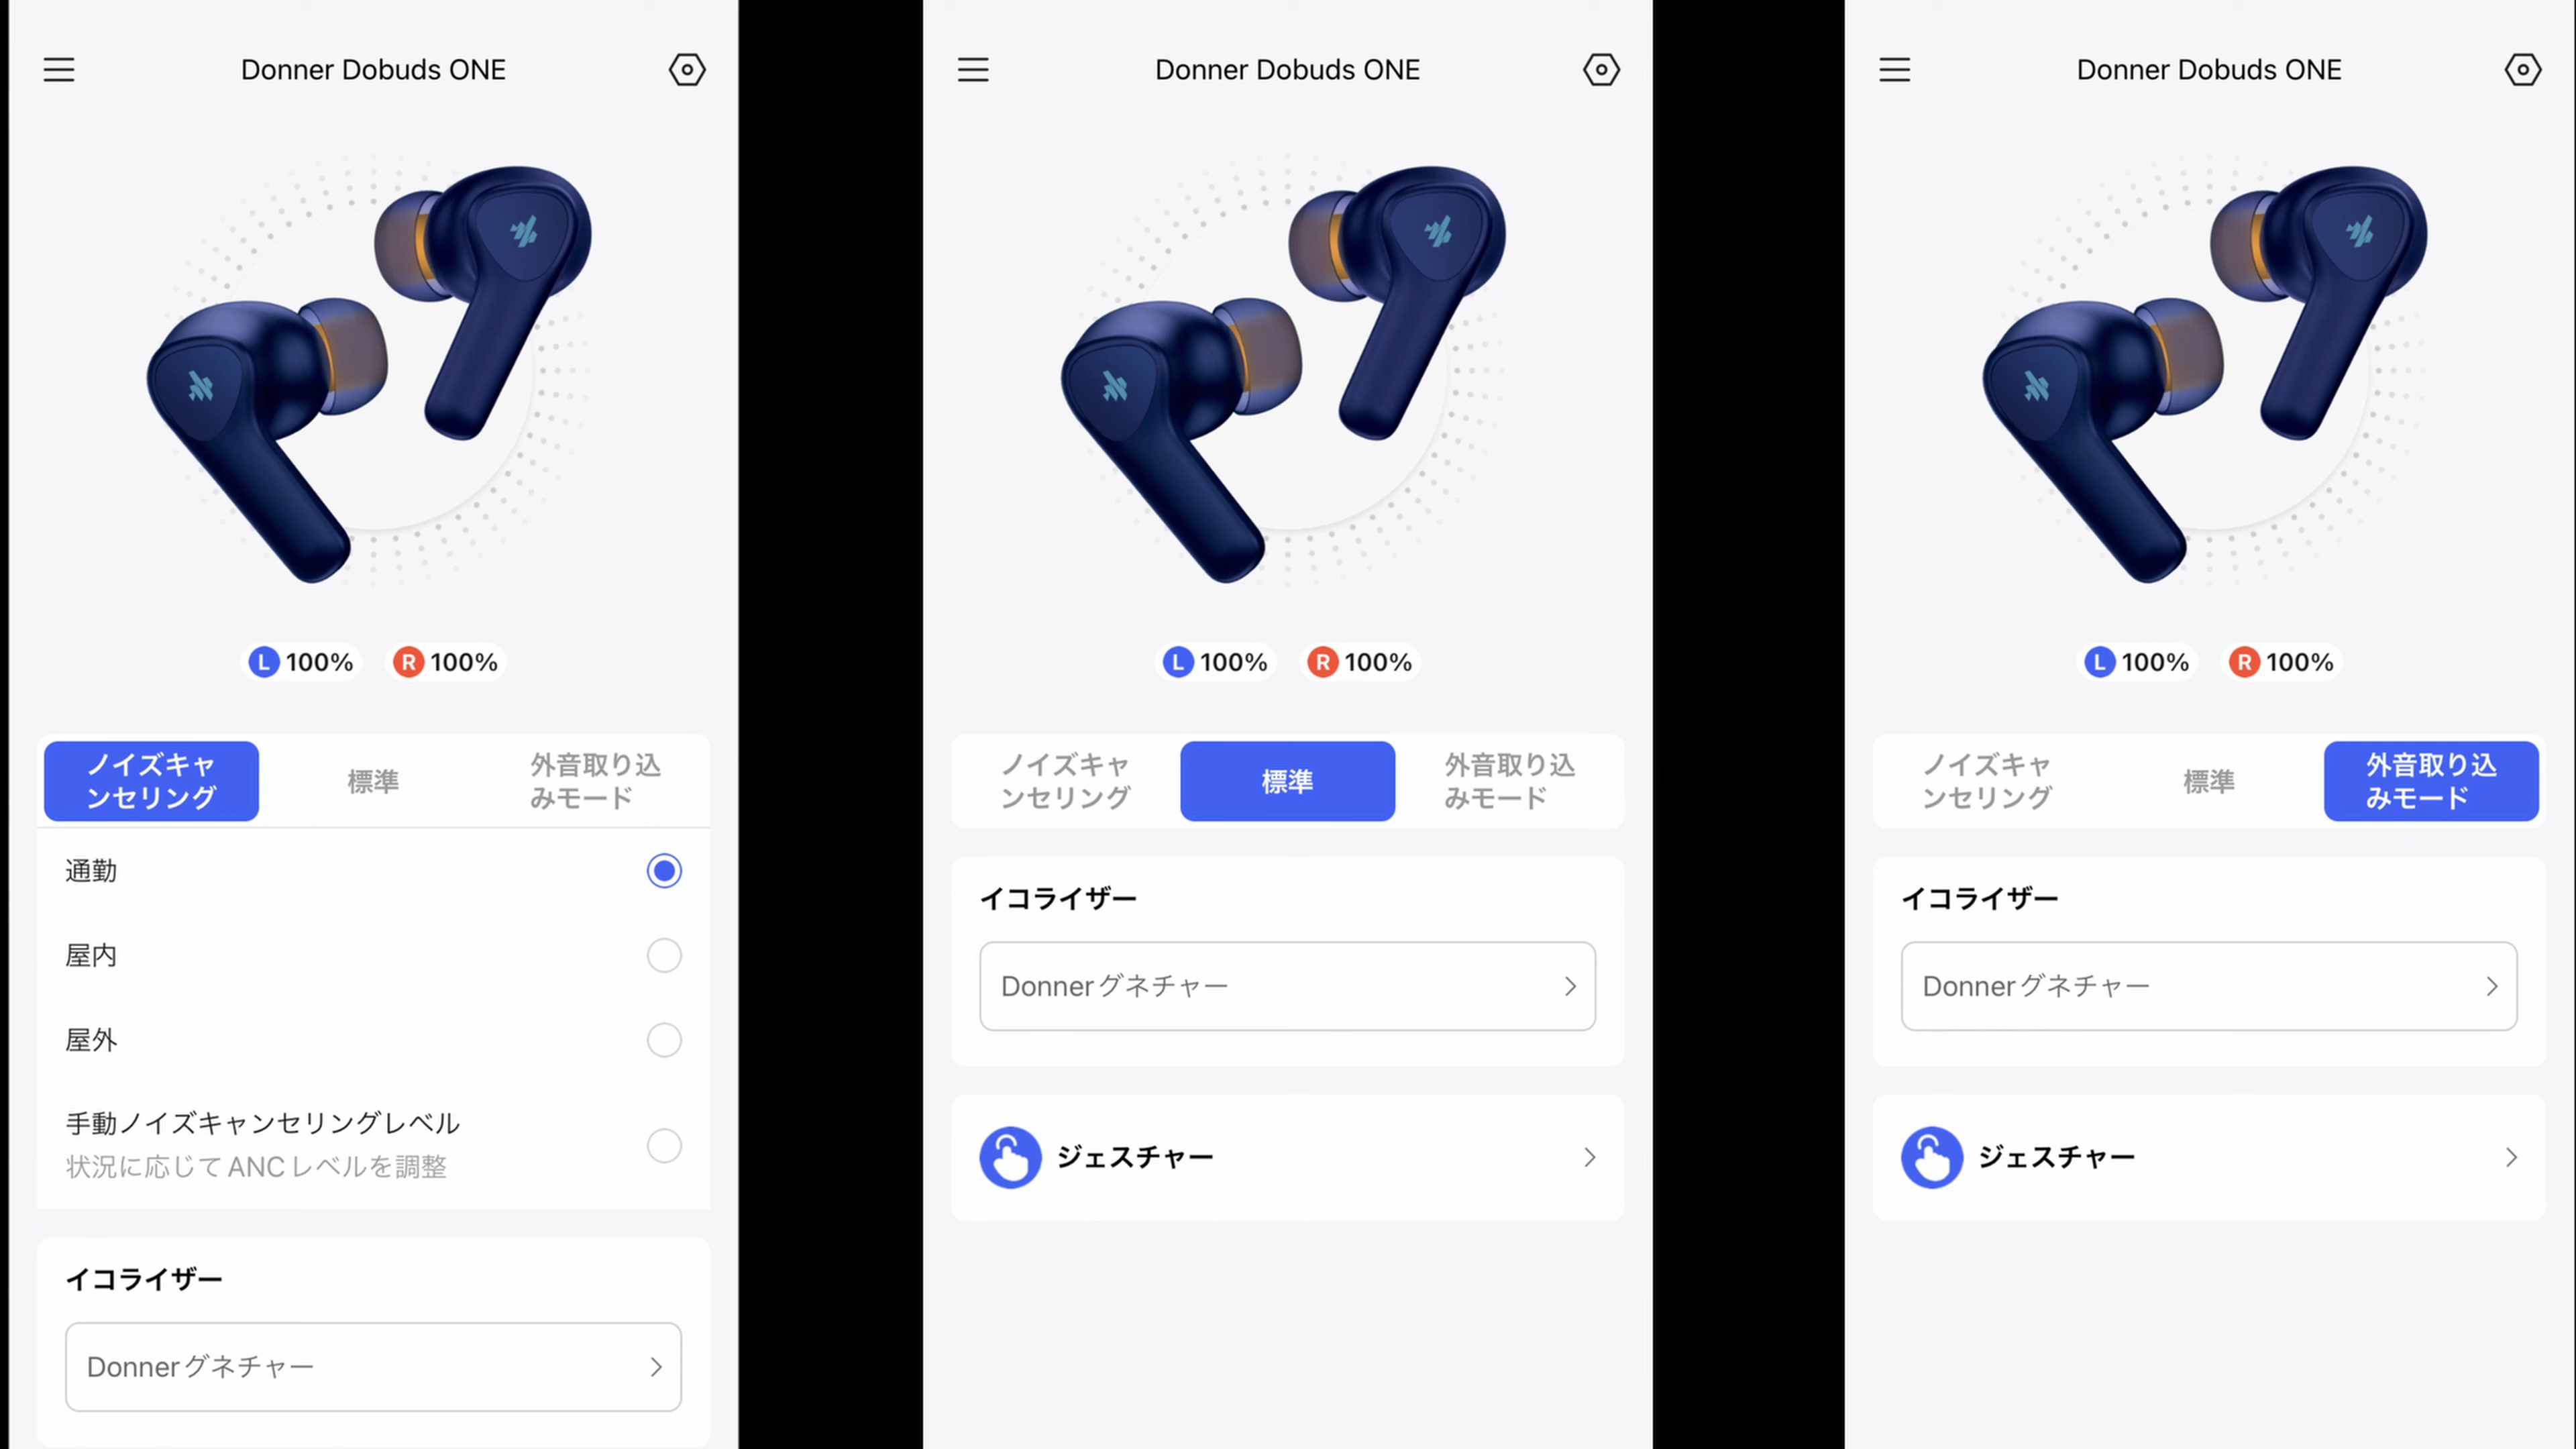 Donner Dobuds ONE
L 100% R 100%
ノイズキャ
ンセリング
標準
外音取り込
みモード
通勤
屋内
屋外
手動ノイズキャンセリングレベル
状況に応じてANCレベルを調整
イコライザー
Donnerグネチャー
Donner Dobuds ONE
L 100% R 100%
ノイズキャ
ンセリング
標準
外音取り込
みモード
イコライザー
Donnerグネチャー
ジェスチャー
Donner Dobuds ONE
L 100% R 100%
ノイズキャ
ンセリング
標準
外音取り込
みモード
イコライザー
Donnerグネチャー
ジェスチャー